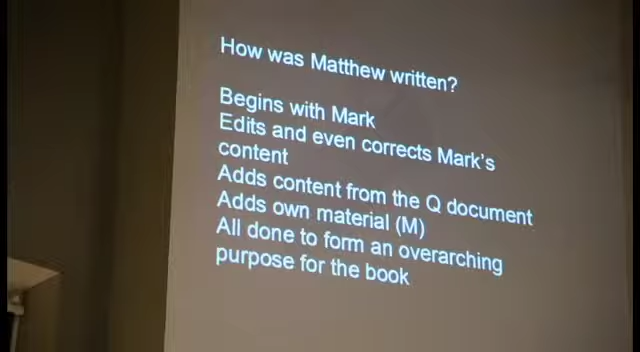 How was Matthew written?
Begins with Mark
Edits and even corrects Mark's
content
Adds content from the Q document
Adds own material (M)
All done to form an overarching
purpose for the book